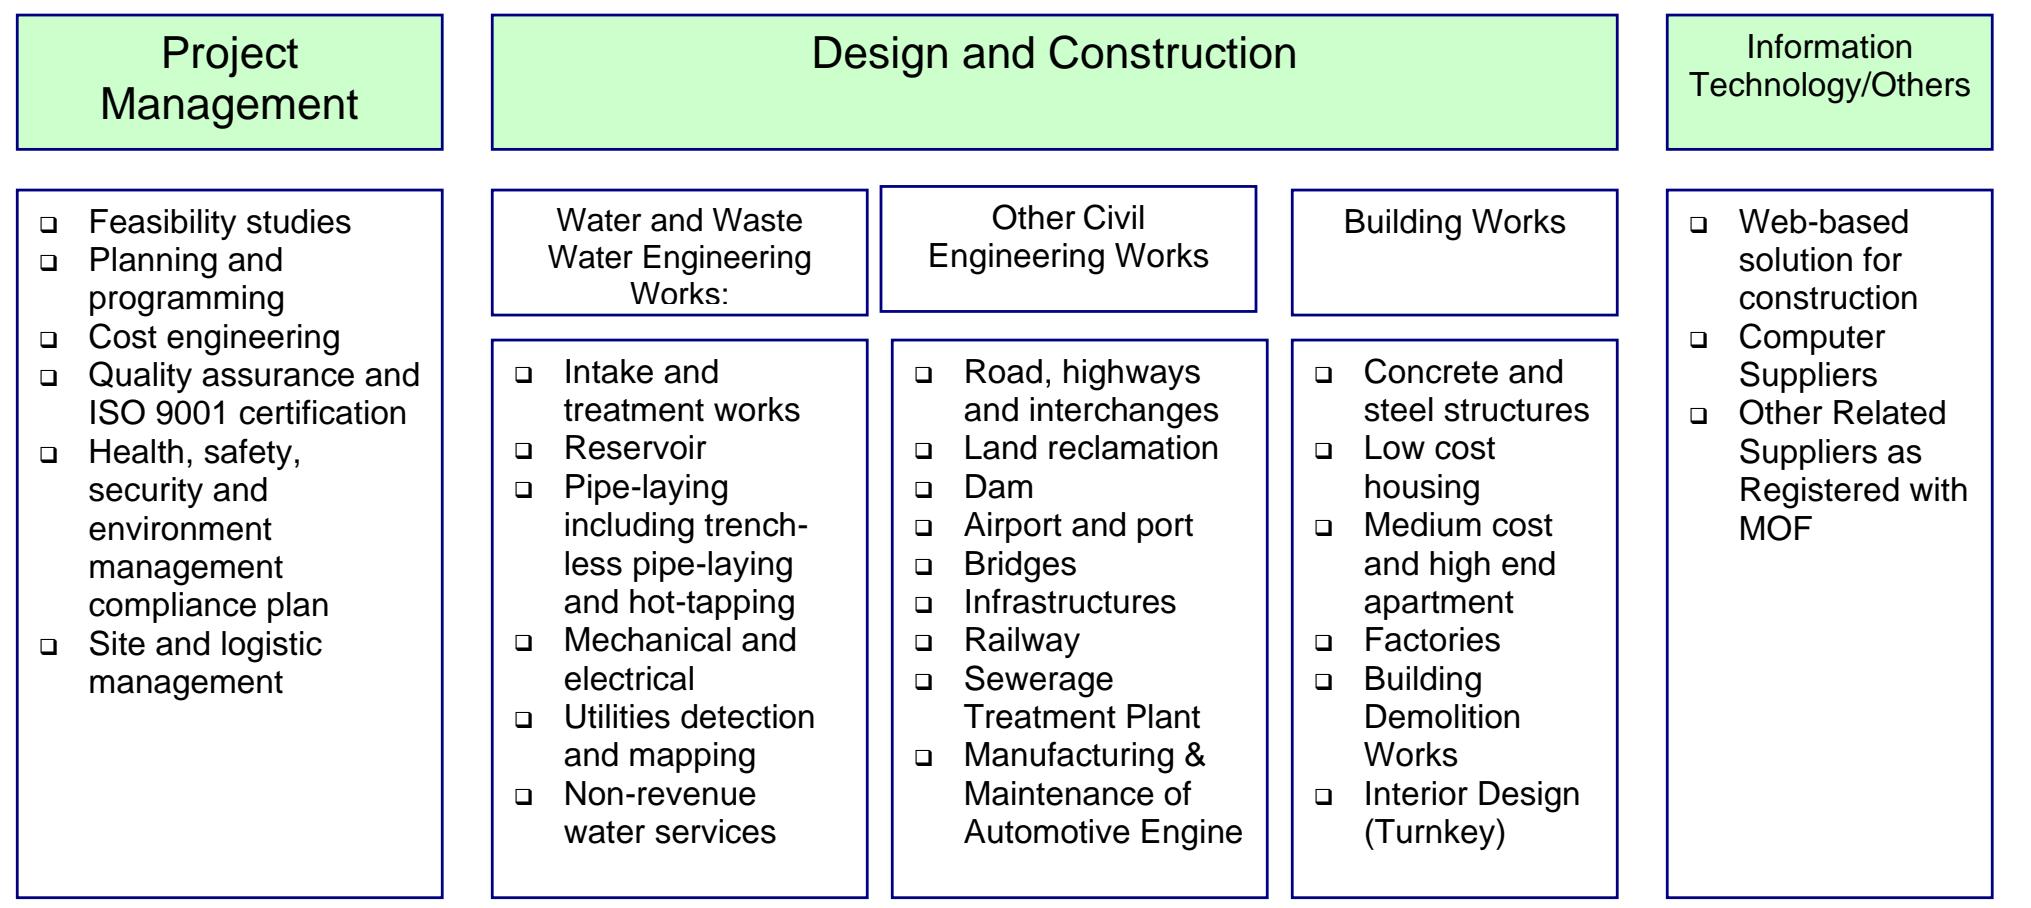 Project
Management
Design and Construction
Information
Technology/Others
❑ Feasibility studies
❑ Planning and
programming
❑ Cost engineering
❑ Quality assurance and
ISO 9001 certification
❑ Health, safety,
security and
environment
management
compliance plan
❑ Site and logistic
management
Water and Waste
Water Engineering
Works:
❑ Intake and
treatment works
❑ Reservoir
❑ Pipe-laying
including trench-
less pipe-laying
and hot-tapping
❑ Mechanical and
electrical
❑ Utilities detection
and mapping
❑ Non-revenue
water services
Other Civil
Engineering Works
❑ Road, highways
and interchanges
❑ Land reclamation
❑ Dam
❑ Airport and port
❑ Bridges
❑ Infrastructures
❑ Railway
❑ Sewerage
Treatment Plant
❑ Manufacturing &
Maintenance of
Automotive Engine
Building Works
❑ Concrete and
steel structures
❑ Low cost
housing
❑ Medium cost
and high end
apartment
❑ Factories
❑ Building
Demolition
Works
❑ Interior Design
(Turnkey)
❑ Web-based
solution for
construction
❑ Computer
Suppliers
❑ Other Related
Suppliers as
Registered with
MOF